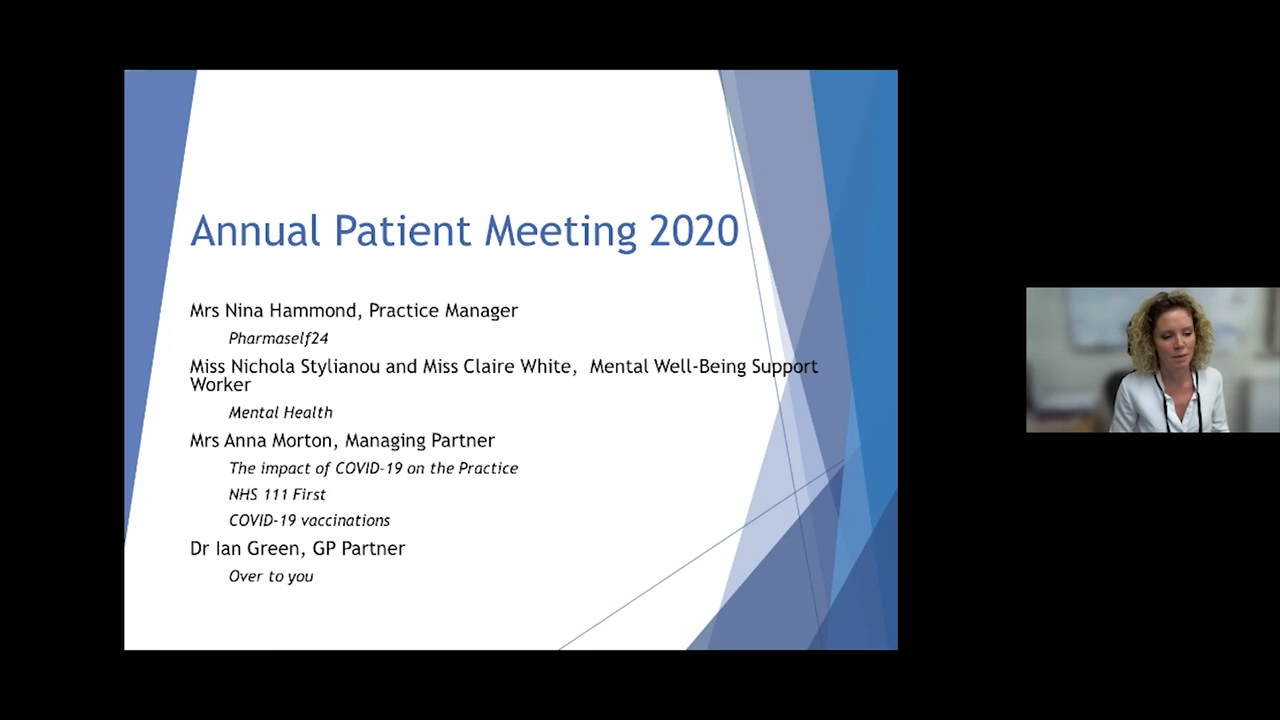 Annual Patient Meeting 2020
Mrs Nina Hammond, Practice Manager
Pharmaself24
Miss Nichola Stylianou and Miss Claire White, Mental Well-Being Support
Worker
Mental Health
Mrs Anna Morton, Managing Partner
The impact of COVID-19 on the Practice
NHS 111 First
COVID-19 vaccinations
Dr Ian Green, GP Partner
Over to you